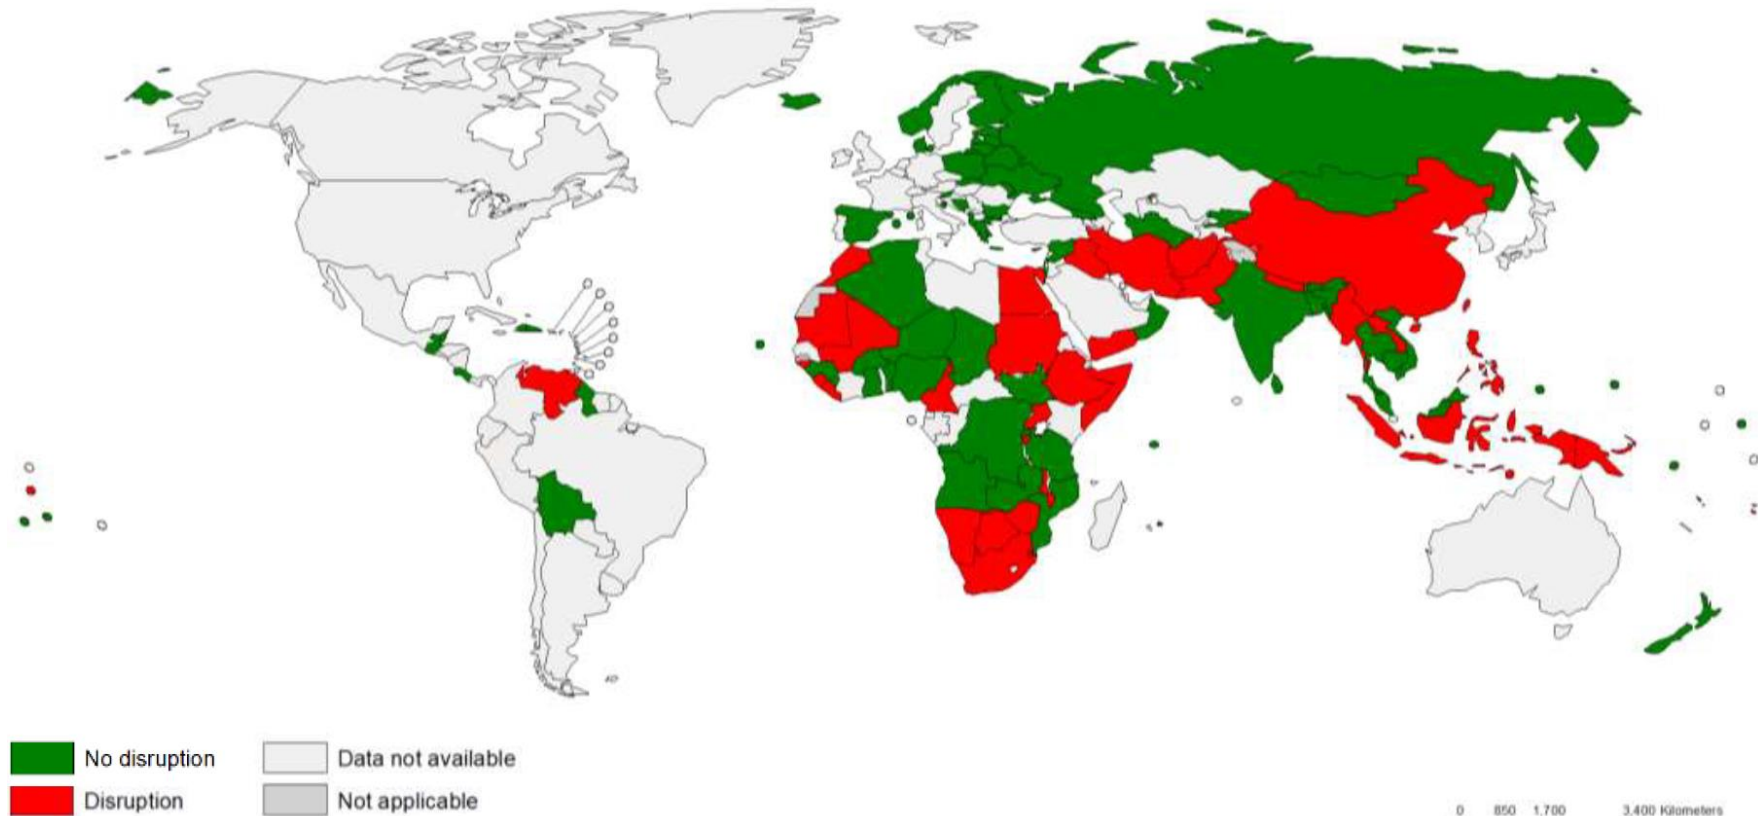 No disruption
Data not available
Disruption
Not applicable
0 850 1,700 3,400 Kilometers